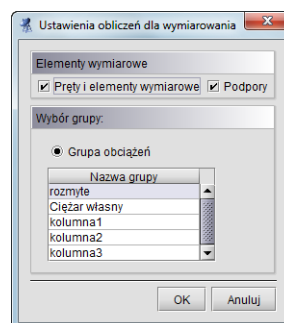 Ustawienia obliczeń dla wymiarowania
Elementy wymiarowe
Pręty i elementy wymiarowe Podpory
Wybór grupy:
Grupa obciążeń
Nazwa grupy
rozmyte
Ciężar własny
kolumna1
kolumna2
kolumna3
OK Anuluj